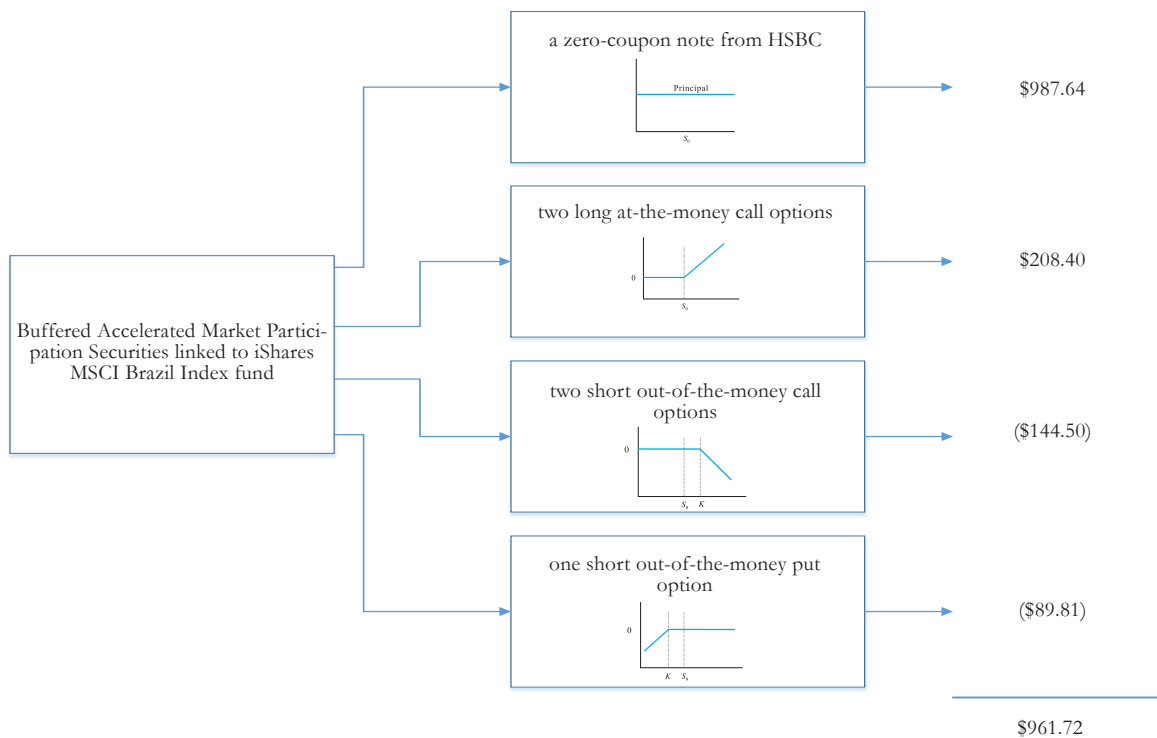 a zero-coupon note from HSBC
Principal
S₀
$987.64
two long at-the-money call options
0
S₀
$208.40
Buffered Accelerated Market Partici-
pation Securities linked to iShares
MSCI Brazil Index fund
two short out-of-the-money call
options
0
S₀ K
($144.50)
one short out-of-the-money put
option
0
K S₀
($89.81)
$961.72